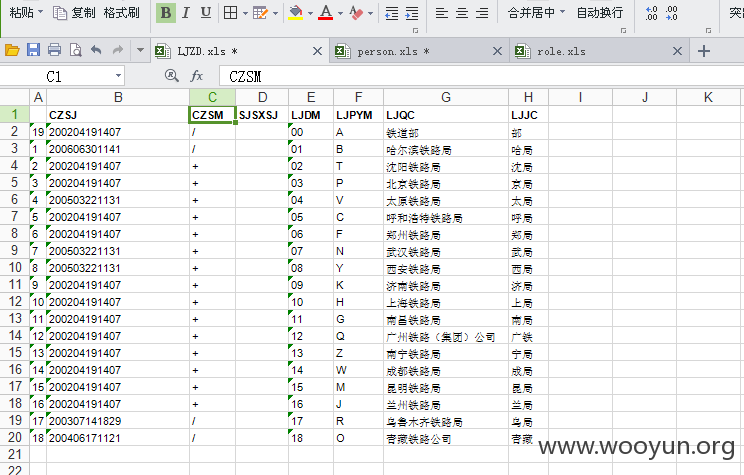 粘贴 复制 格式刷 B I U A 合并居中 自动换行
LJZD.xls * person.xls * role.xls
C1 fx CZSM
A B C D E F G H I J K
1 CZSJ CZSM SJSXSJ LJDM LJPYM LJQC LJJC
2 19 200204191407 / 00 A 铁道部 部
3 1 200606301141 / 01 B 哈尔滨铁路局 哈局
4 2 200204191407 + 02 T 沈阳铁路局 沈局
5 3 200204191407 + 03 P 北京铁路局 京局
6 4 200503221131 + 04 V 太原铁路局 太局
7 5 200204191407 + 05 C 呼和浩特铁路局 呼局
8 6 200204191407 + 06 F 郑州铁路局 郑局
9 7 200503221131 + 07 N 武汉铁路局 武局
10 8 200503221131 + 08 Y 西安铁路局 西局
11 9 200204191407 + 09 K 济南铁路局 济局
12 10 200204191407 + 10 H 上海铁路局 上局
13 11 200204191407 + 11 G 南昌铁路局 南局
14 12 200204191407 + 12 Q 广州铁路（集团）公司 广铁
15 13 200204191407 + 13 Z 南宁铁路局 宁局
16 14 200204191407 + 14 W 成都铁路局 成局
17 15 200204191407 + 15 M 昆明铁路局 昆局
18 16 200204191407 + 16 J 兰州铁路局 兰局
19 17 200307141829 / 17 R 乌鲁木齐铁路局 乌局
20 18 200406171121 / 18 O 青藏铁路公司 青藏
21
22
www.wooyun.org